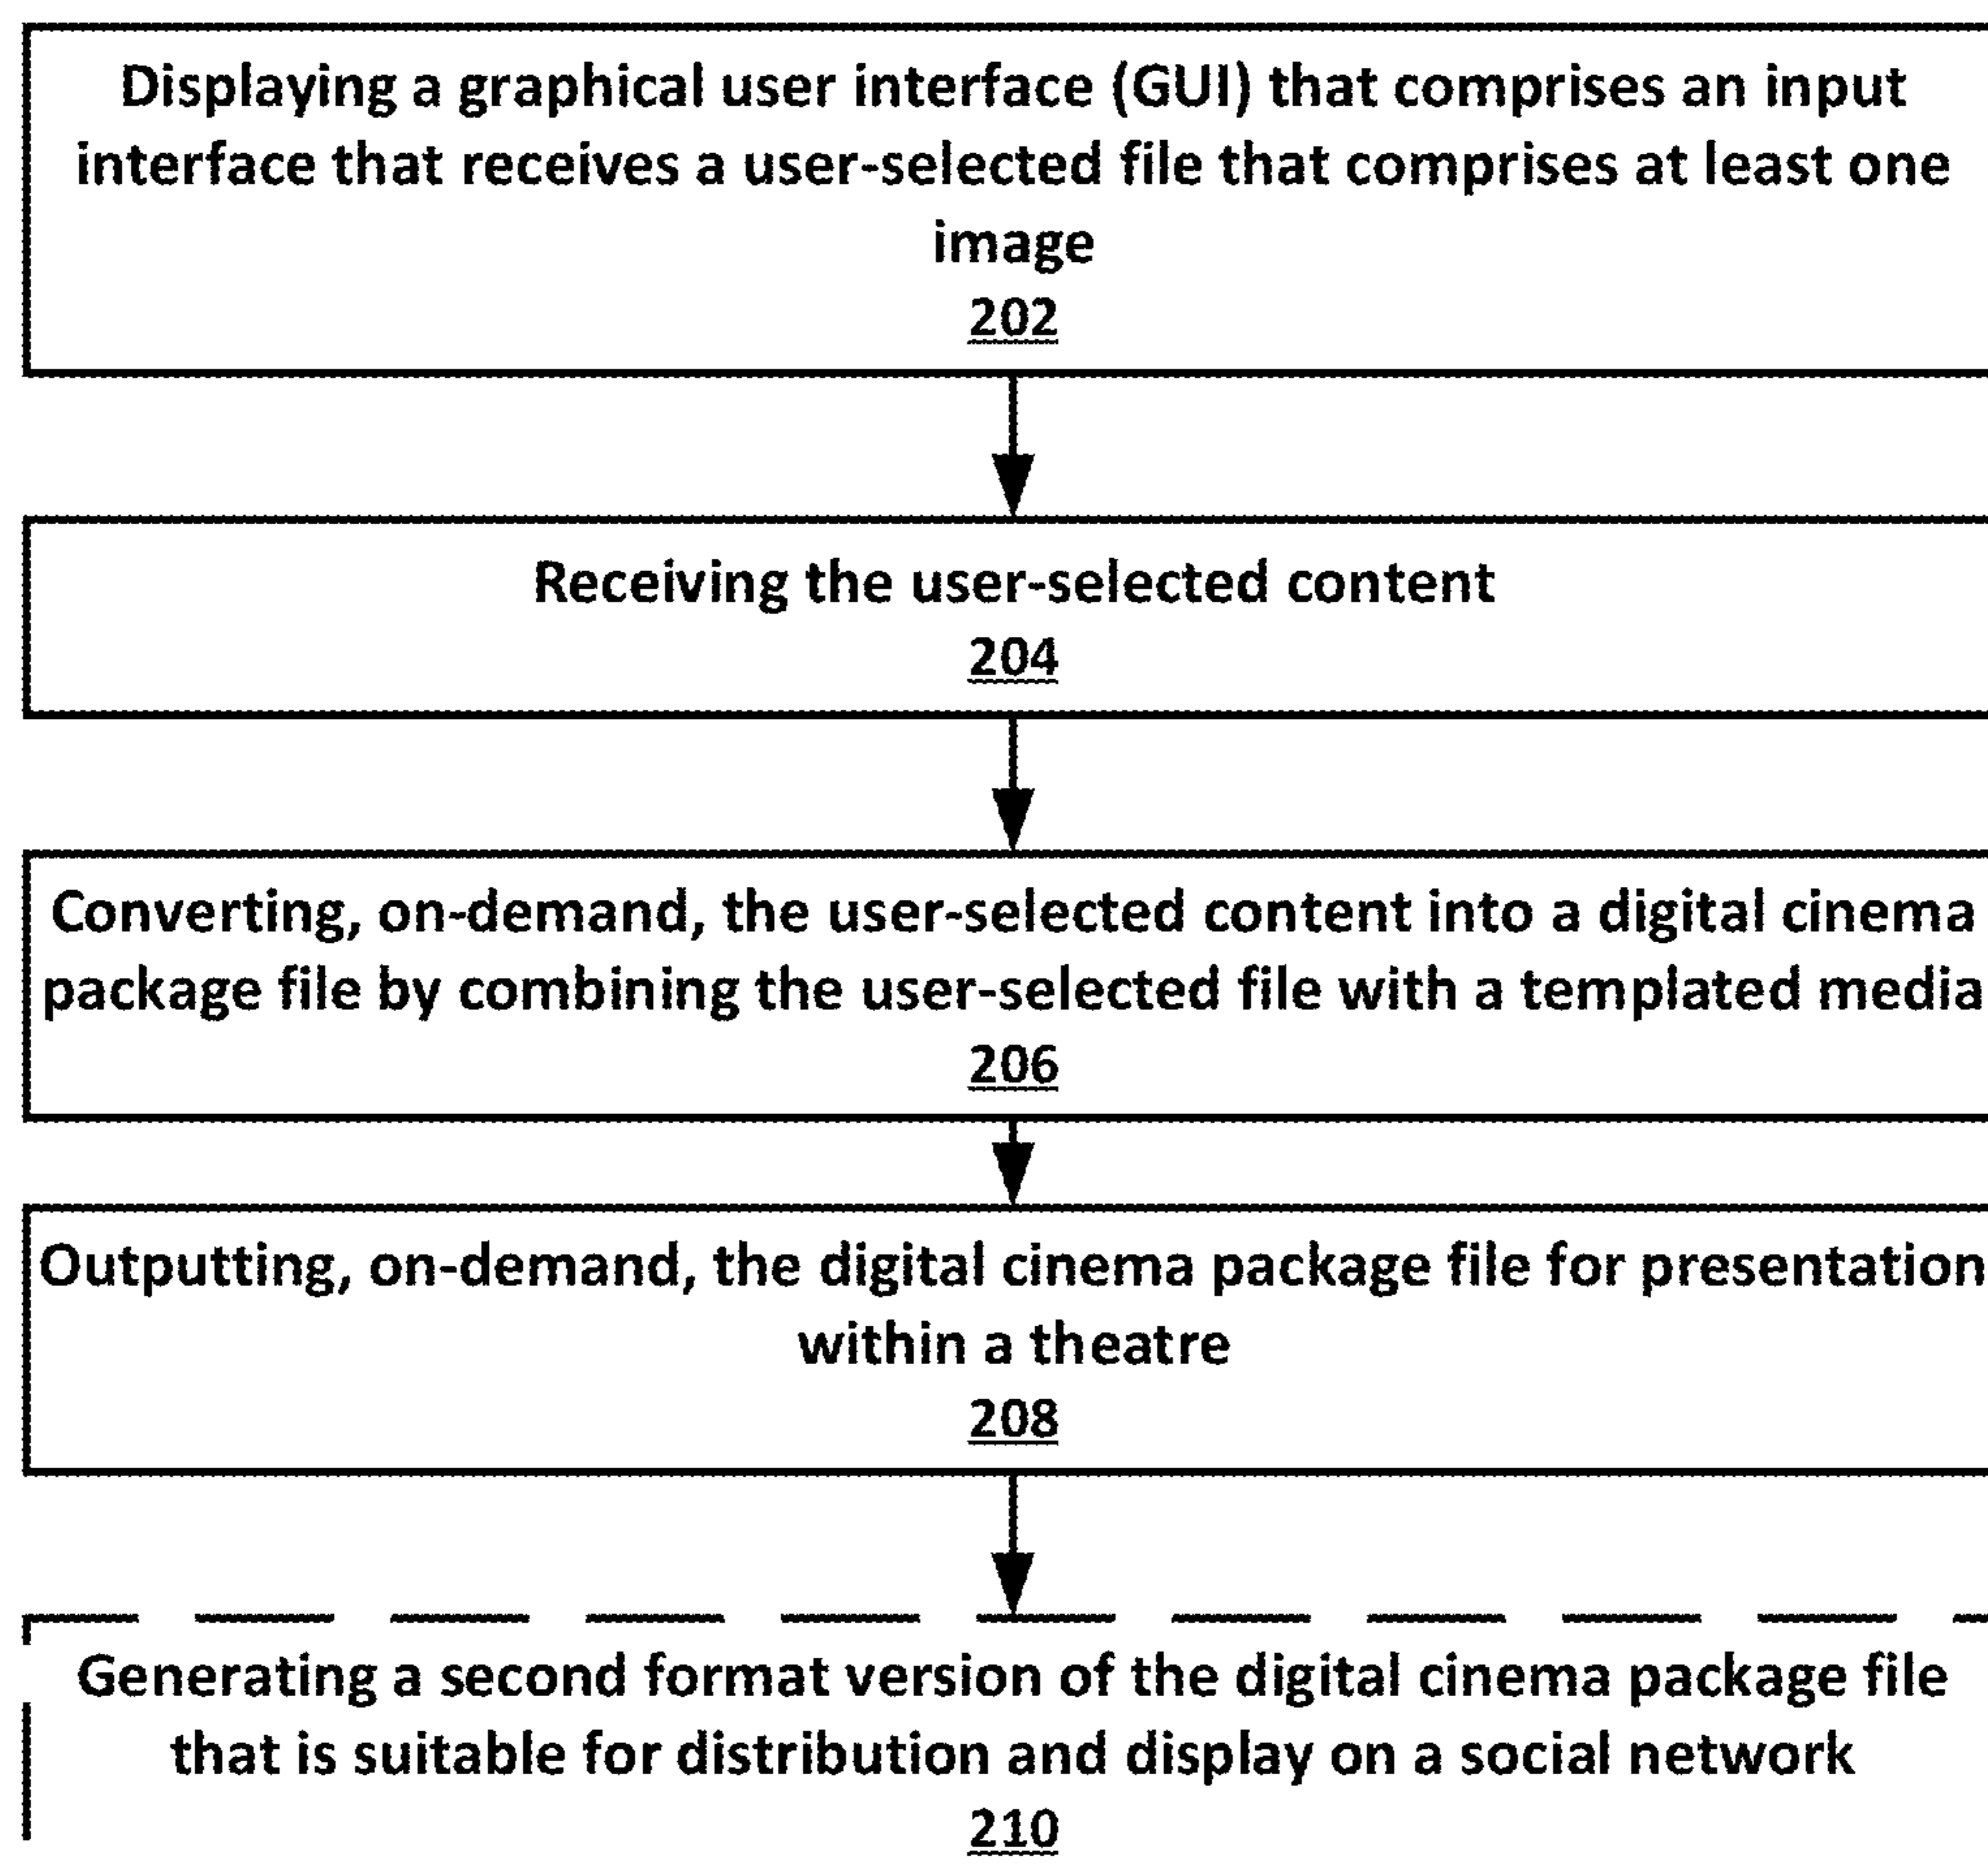 Displaying a graphical user interface (GUI) that comprises an input
interface that receives a user-selected file that comprises at least one
image
202
Receiving the user-selected content
204
Converting, on-demand, the user-selected content into a digital cinema
package file by combining the user-selected file with a templated media
206
Outputting, on-demand, the digital cinema package file for presentation
within a theatre
208
Generating a second format version of the digital cinema package file
that is suitable for distribution and display on a social network
210